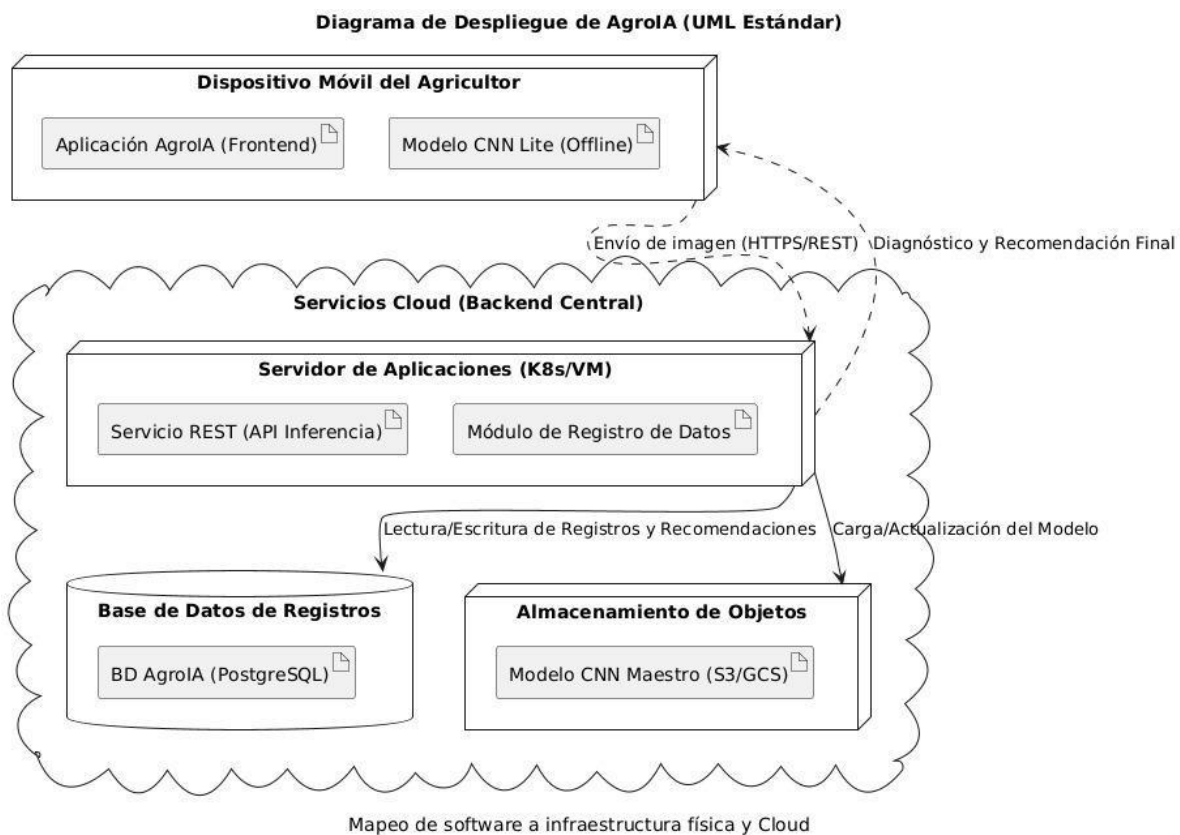 Diagrama de Despliegue de AgroIA (UML Estándar)
Dispositivo Móvil del Agricultor
Aplicación AgroIA (Frontend)
Modelo CNN Lite (Offline)
Envío de imagen (HTTPS/REST)
Diagnóstico y Recomendación Final
Servicios Cloud (Backend Central)
Servidor de Aplicaciones (K8s/VM)
Servicio REST (API Inferencia)
Módulo de Registro de Datos
Lectura/Escritura de Registros y Recomendaciones
Carga/Actualización del Modelo
Base de Datos de Registros
BD AgroIA (PostgreSQL)
Almacenamiento de Objetos
Modelo CNN Maestro (S3/GCS)
Mapeo de software a infraestructura física y Cloud